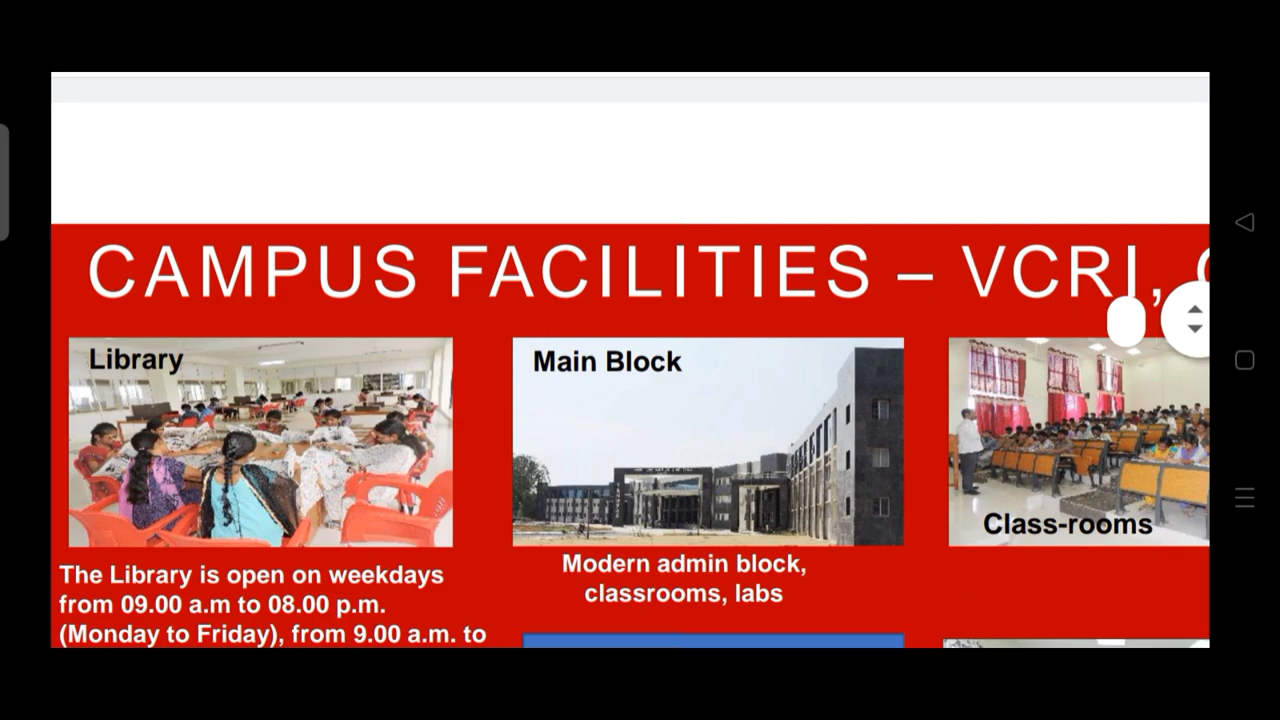 CAMPUS FACILITIES – VCRI,
Library
Main Block
Class-rooms
The Library is open on weekdays
from 09.00 a.m to 08.00 p.m.
(Monday to Friday), from 9.00 a.m. to
Modern admin block,
classrooms, labs